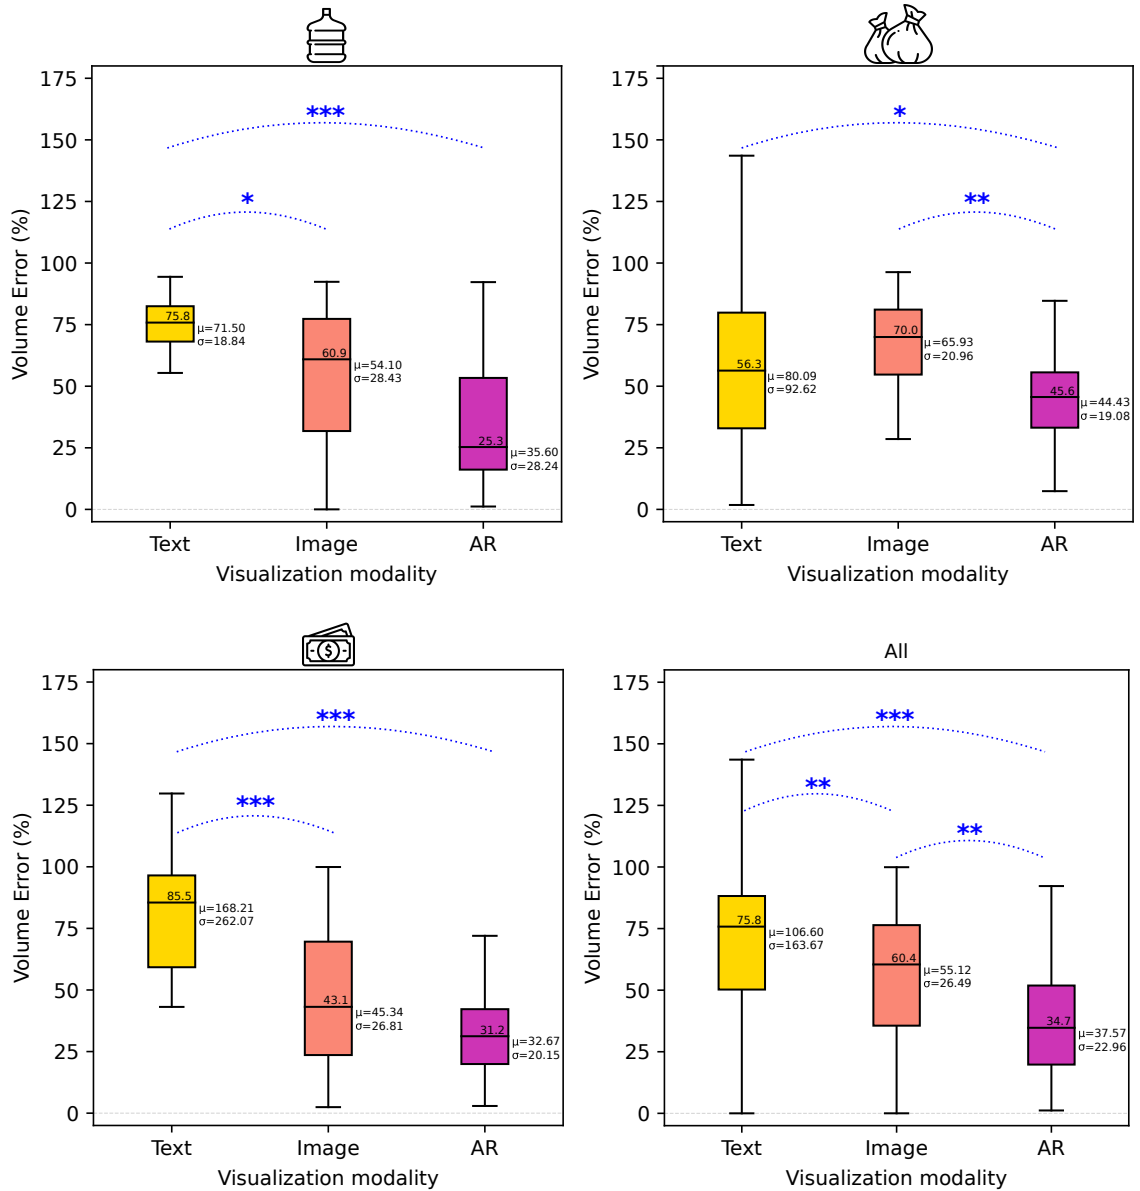 175
150
125
100
75
50
25
0
Volume Error (%)
***
*
75.8
μ=71.50
σ=18.84
60.9
μ=54.10
σ=28.43
25.3
μ=35.60
σ=28.24
Text Image AR
Visualization modality
175
150
125
100
75
50
25
0
Volume Error (%)
*
**
56.3
μ=80.09
σ=92.62
70.0
μ=65.93
σ=20.96
45.6
μ=44.43
σ=19.08
Text Image AR
Visualization modality
$
175
150
125
100
75
50
25
0
Volume Error (%)
***
***
85.5
μ=168.21
σ=262.07
43.1
μ=45.34
σ=26.81
31.2
μ=32.67
σ=20.15
Text Image AR
Visualization modality
All
175
150
125
100
75
50
25
0
Volume Error (%)
***
**
**
75.8
μ=106.60
σ=163.67
60.4
μ=55.12
σ=26.49
34.7
μ=37.57
σ=22.96
Text Image AR
Visualization modality